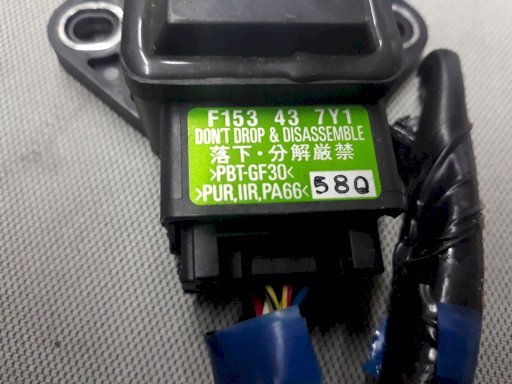 F153 43 7Y1
DON'T DROP & DISASSEMBLE
落下・分解厳禁
>PBT-GF30<
>PUR,IIR,PA66< 580